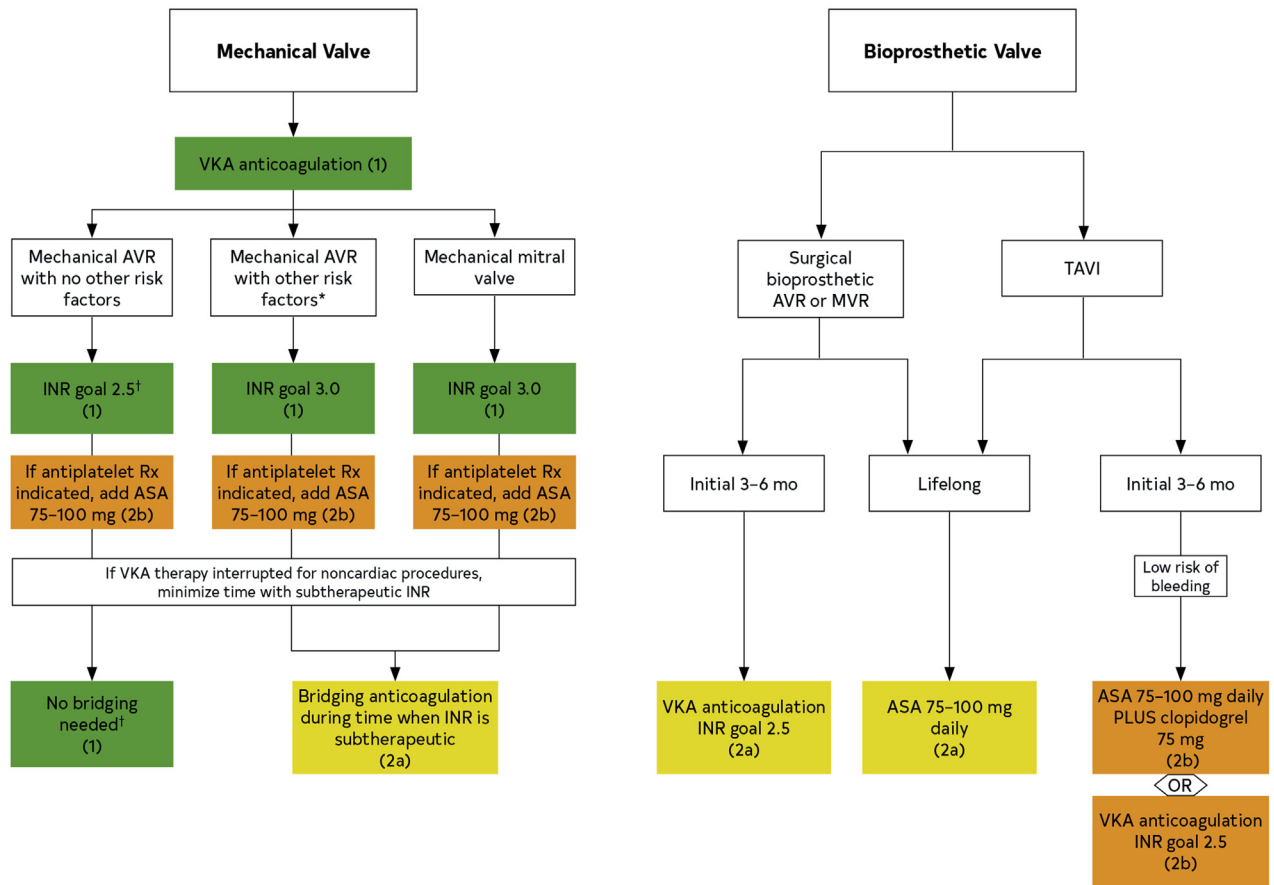 Mechanical Valve
VKA anticoagulation (1)
Mechanical AVR
with no other risk
factors
Mechanical AVR
with other risk
factors*
Mechanical mitral
valve
INR goal 2.5†
(1)
INR goal 3.0
(1)
INR goal 3.0
(1)
If antiplatelet Rx
indicated, add ASA
75–100 mg (2b)
If antiplatelet Rx
indicated, add ASA
75–100 mg (2b)
If antiplatelet Rx
indicated, add ASA
75–100 mg (2b)
If VKA therapy interrupted for noncardiac procedures,
minimize time with subtherapeutic INR
No bridging
needed†
(1)
Bridging anticoagulation
during time when INR is
subtherapeutic
(2a)
Bioprosthetic Valve
Surgical
bioprosthetic
AVR or MVR
TAVI
Initial 3–6 mo
Lifelong
Initial 3–6 mo
Low risk of
bleeding
VKA anticoagulation
INR goal 2.5
(2a)
ASA 75–100 mg
daily
(2a)
ASA 75–100 mg daily
PLUS clopidogrel
75 mg
(2b)
OR
VKA anticoagulation
INR goal 2.5
(2b)